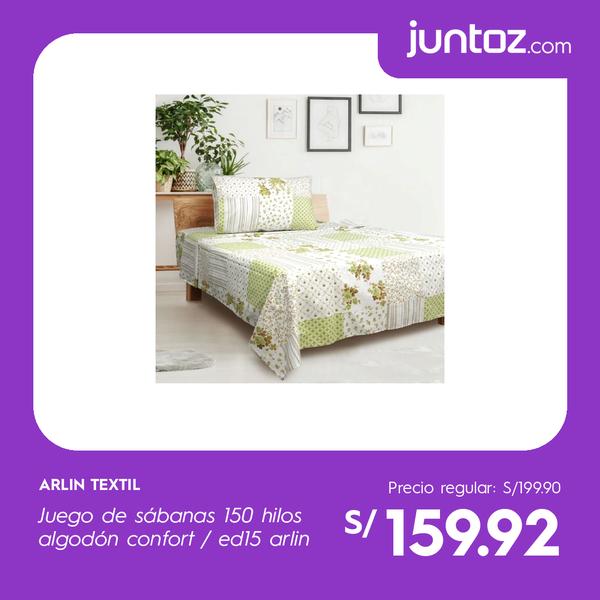 juntoz.com
ARLIN TEXTIL
Juego de sábanas 150 hilos
algodón confort / ed15 arlin
Precio regular: S/199.90
S/159.92